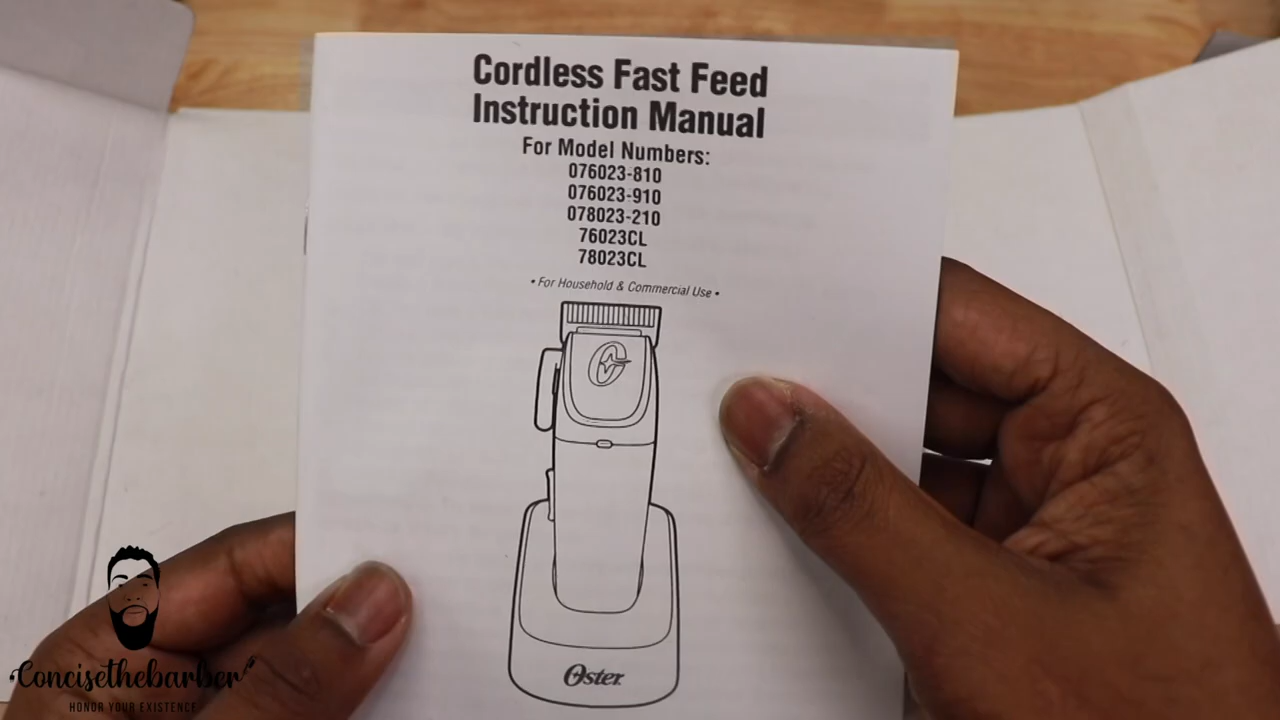 Cordless Fast Feed
Instruction Manual
For Model Numbers:
076023-810
076023-910
078023-210
76023CL
78023CL
• For Household & Commercial Use •
Oster
Concisethebarber
HONOR YOUR EXISTENCE